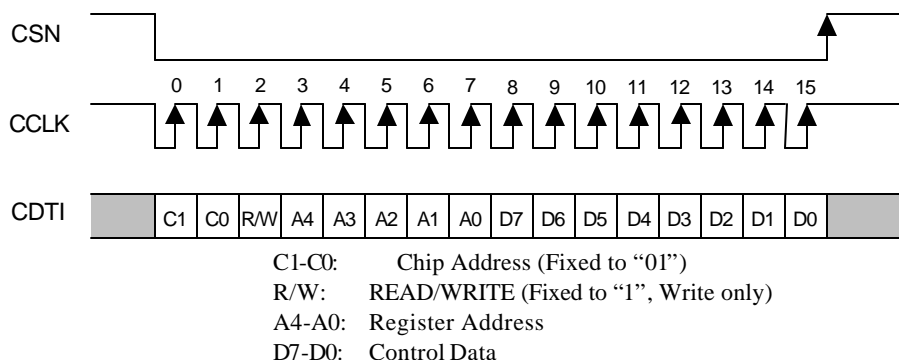 CSN
0 1 2 3 4 5 6 7 8 9 10 11 12 13 14 15
CCLK
CDTI C1 C0 R/W A4 A3 A2 A1 A0 D7 D6 D5 D4 D3 D2 D1 D0
C1-C0: Chip Address (Fixed to “01”)
R/W: READ/WRITE (Fixed to “1”, Write only)
A4-A0: Register Address
D7-D0: Control Data